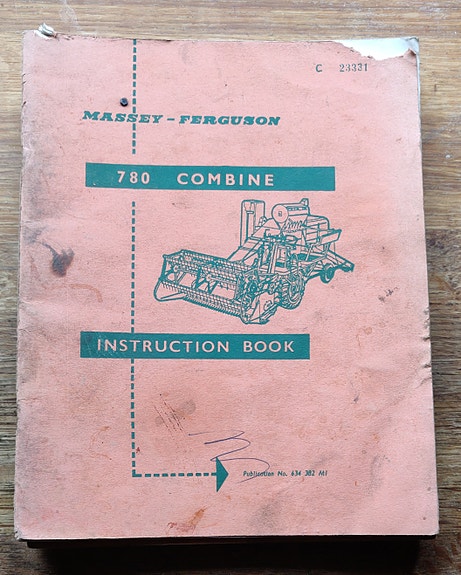 C 23331
MASSEY-FERGUSON
780 COMBINE
INSTRUCTION BOOK
Publication No. 634 382 M1